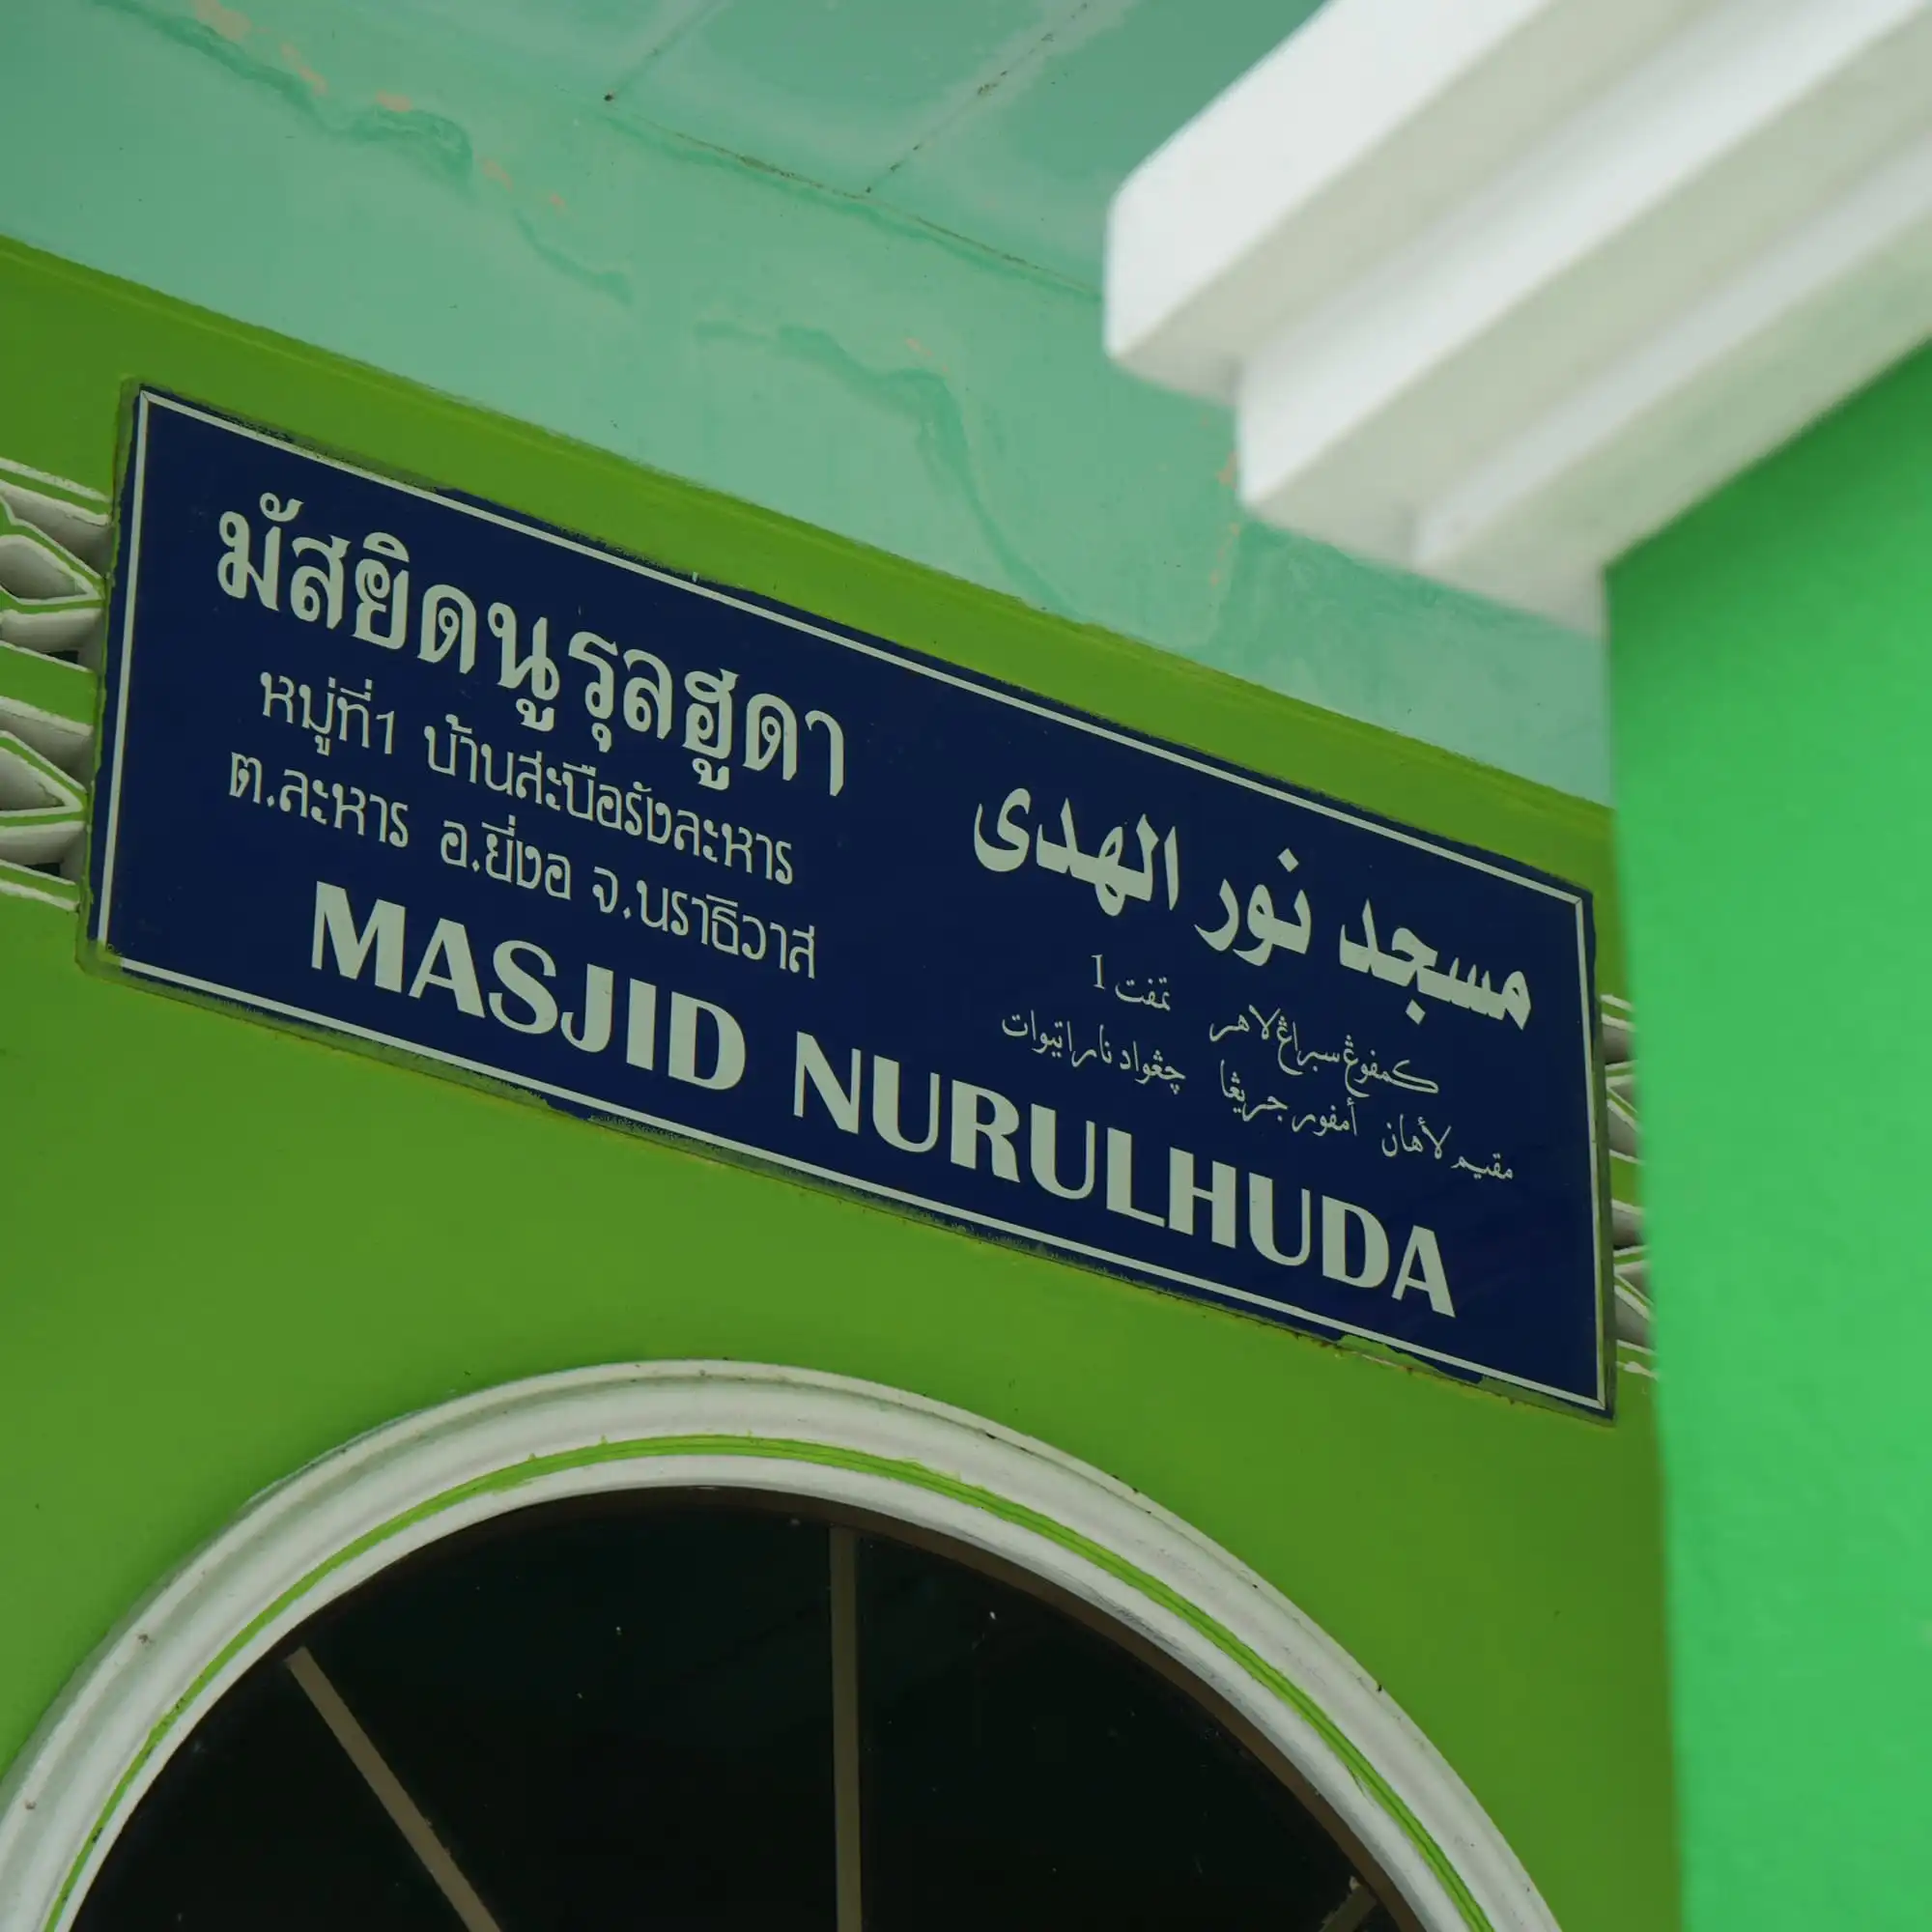 มัสยิดนูรุลฮูดา
หมู่ที่1 บ้านสะบือรังละหาร
ต.ละหาร อ.ยี่งอ จ.นราธิวาส
مسجد نور الهدى
كمفوڠ سبراڠ لاهر تمفت 1
مقيم لأهان أمفور جريڠا چڠواد ناراتيوات
MASJID NURULHUDA